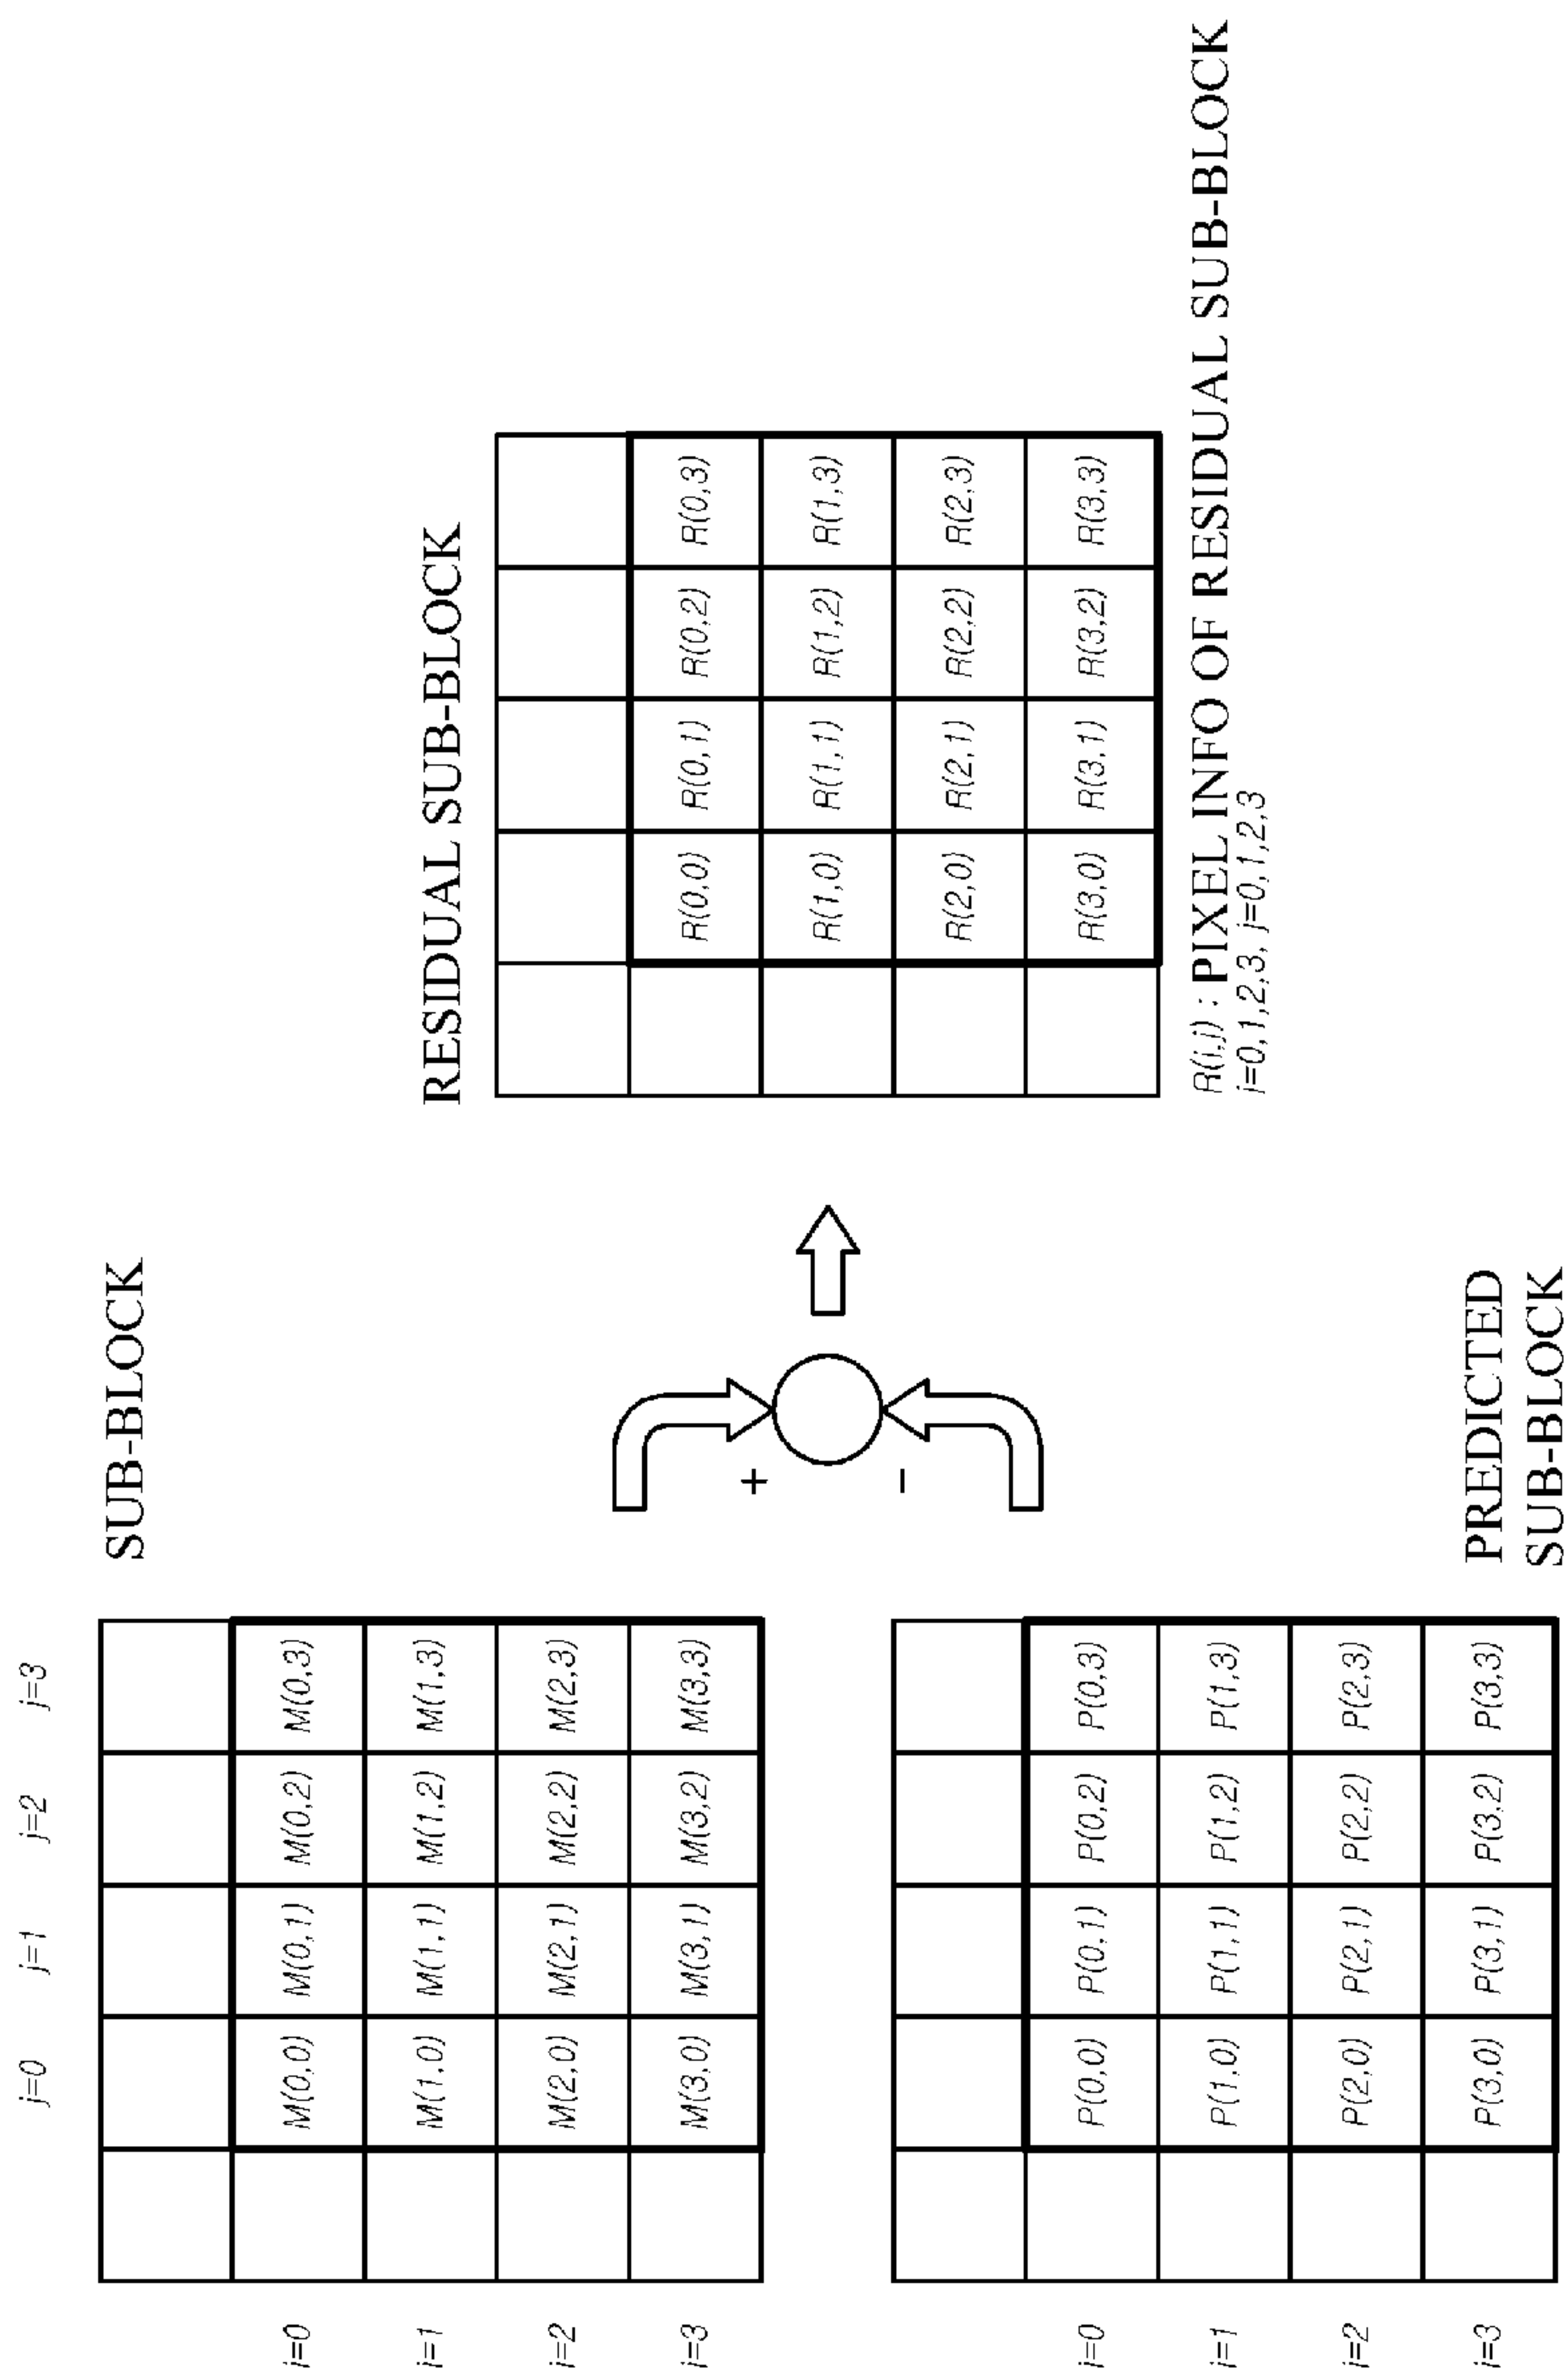 j=0 j=1 j=2 j=3
SUB-BLOCK
i=0 M(0,0) M(0,1) M(0,2) M(0,3)
i=1 M(1,0) M(1,1) M(1,2) M(1,3)
i=2 M(2,0) M(2,1) M(2,2) M(2,3)
i=3 M(3,0) M(3,1) M(3,2) M(3,3)
+
-
RESIDUAL SUB-BLOCK
R(0,0) R(0,1) R(0,2) R(0,3)
R(1,0) R(1,1) R(1,2) R(1,3)
R(2,0) R(2,1) R(2,2) R(2,3)
R(3,0) R(3,1) R(3,2) R(3,3)
R(i,j) : PIXEL INFO OF RESIDUAL SUB-BLOCK
i=0,1,2,3, j=0,1,2,3
i=0 P(0,0) P(0,1) P(0,2) P(0,3)
i=1 P(1,0) P(1,1) P(1,2) P(1,3)
i=2 P(2,0) P(2,1) P(2,2) P(2,3)
i=3 P(3,0) P(3,1) P(3,2) P(3,3)
PREDICTED
SUB-BLOCK